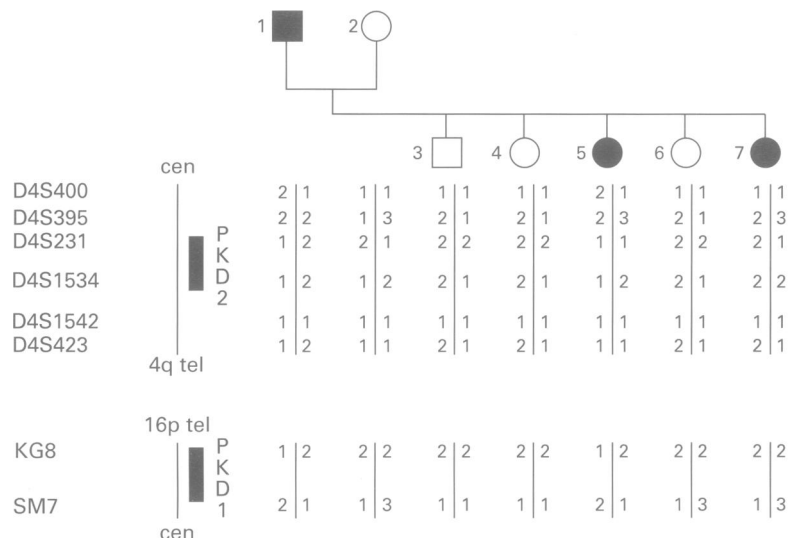 1 2
3 4 5 6 7
cen
D4S400 2 1 1 1 1 1 1 1 2 1 1 1 1 1
D4S395 2 2 1 3 2 1 2 1 2 3 2 1 2 3
D4S231 1 2 2 1 2 2 2 2 1 1 2 2 2 1
D4S1534 1 2 1 2 2 1 2 1 1 2 2 1 2 2
D4S1542 1 1 1 1 1 1 1 1 1 1 1 1 1 1
D4S423 1 2 1 1 2 1 2 1 1 1 2 1 2 1
PKD2
4q tel
16p tel
KG8 1 2 2 2 2 2 2 2 1 2 2 2 2 2
PKD1
SM7 2 1 1 3 1 1 1 1 2 1 1 3 1 3
cen